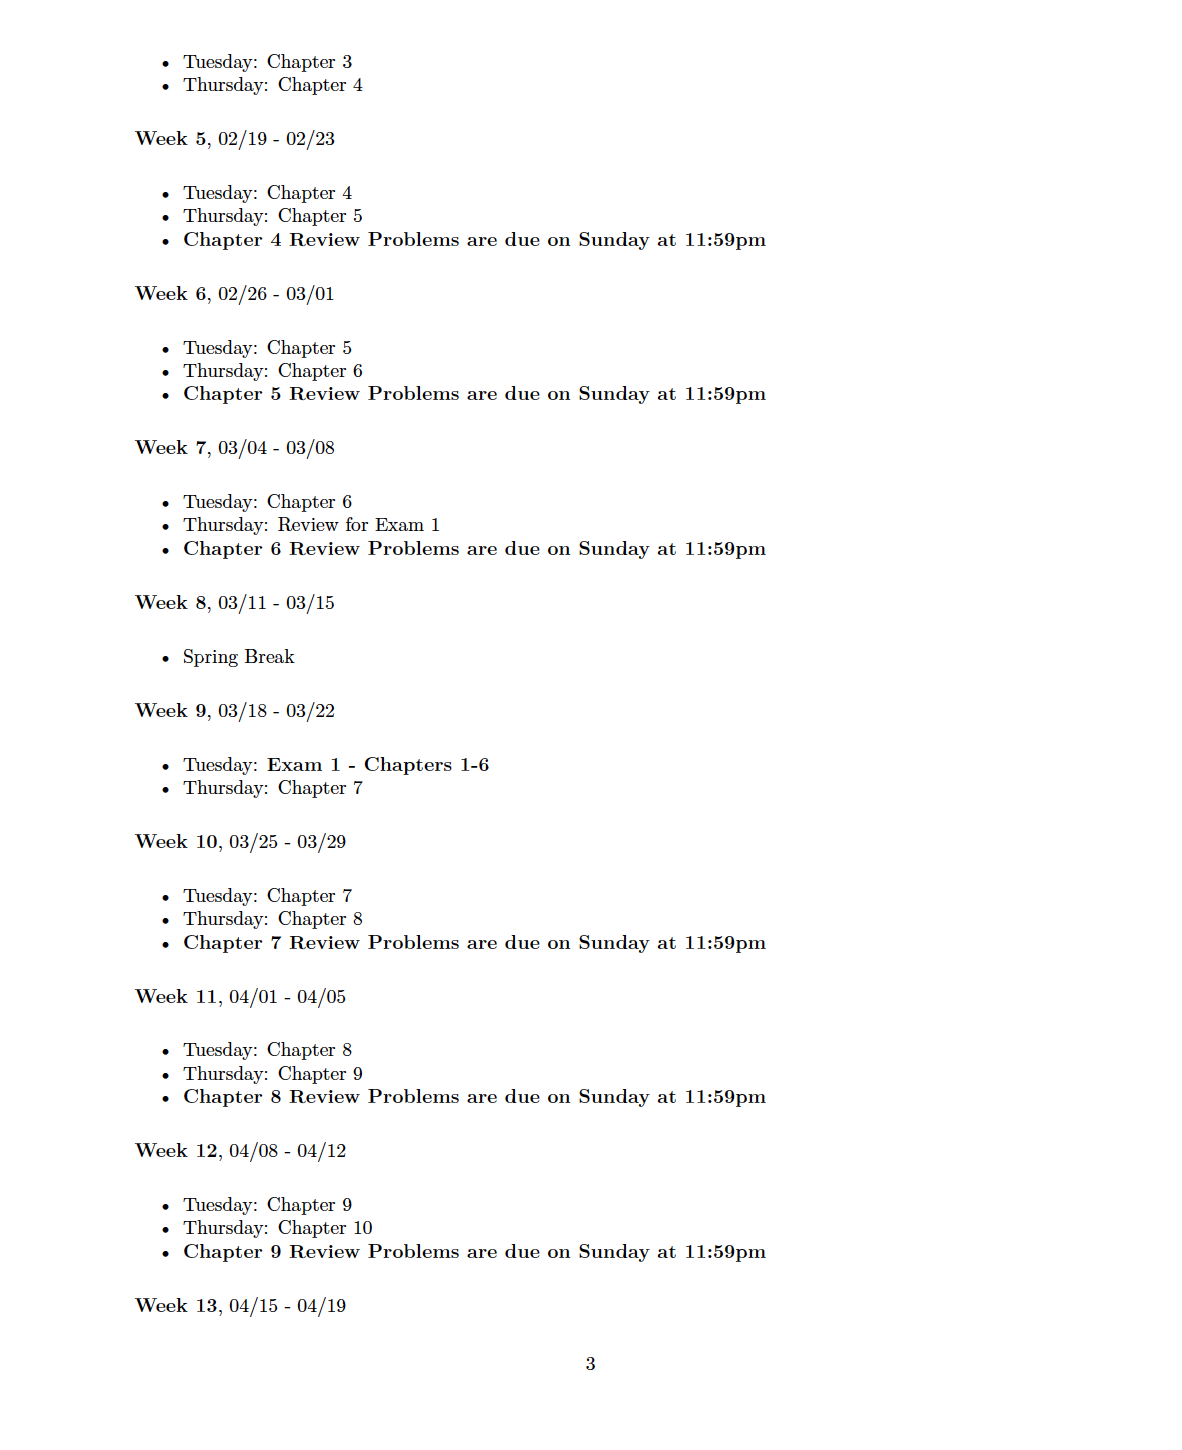 • Tuesday: Chapter 3
• Thursday: Chapter 4
Week 5, 02/19 - 02/23
• Tuesday: Chapter 4
• Thursday: Chapter 5
• Chapter 4 Review Problems are due on Sunday at 11:59pm
Week 6, 02/26 - 03/01
• Tuesday: Chapter 5
• Thursday: Chapter 6
• Chapter 5 Review Problems are due on Sunday at 11:59pm
Week 7, 03/04 - 03/08
• Tuesday: Chapter 6
• Thursday: Review for Exam 1
• Chapter 6 Review Problems are due on Sunday at 11:59pm
Week 8, 03/11 - 03/15
• Spring Break
Week 9, 03/18 - 03/22
• Tuesday: Exam 1 - Chapters 1-6
• Thursday: Chapter 7
Week 10, 03/25 - 03/29
• Tuesday: Chapter 7
• Thursday: Chapter 8
• Chapter 7 Review Problems are due on Sunday at 11:59pm
Week 11, 04/01 - 04/05
• Tuesday: Chapter 8
• Thursday: Chapter 9
• Chapter 8 Review Problems are due on Sunday at 11:59pm
Week 12, 04/08 - 04/12
• Tuesday: Chapter 9
• Thursday: Chapter 10
• Chapter 9 Review Problems are due on Sunday at 11:59pm
Week 13, 04/15 - 04/19
3